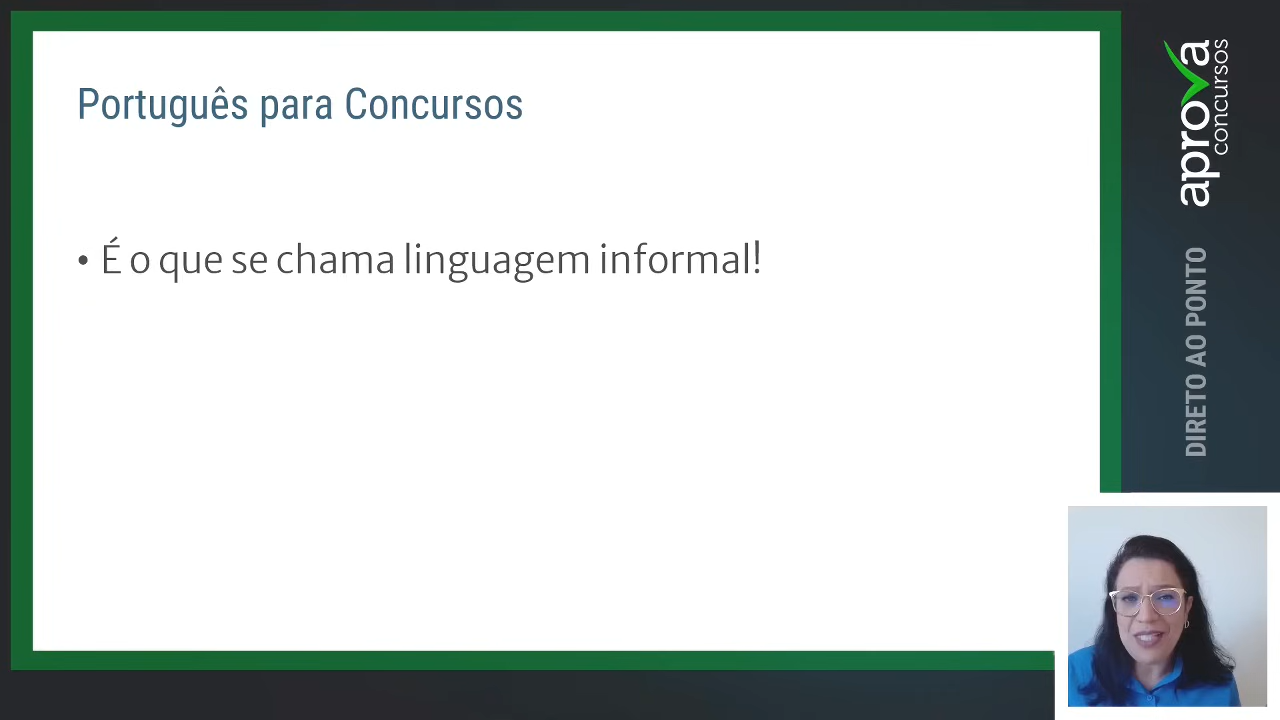 Português para Concursos
• É o que se chama linguagem informal!
aprova
concursos
DIRETO AO PONTO